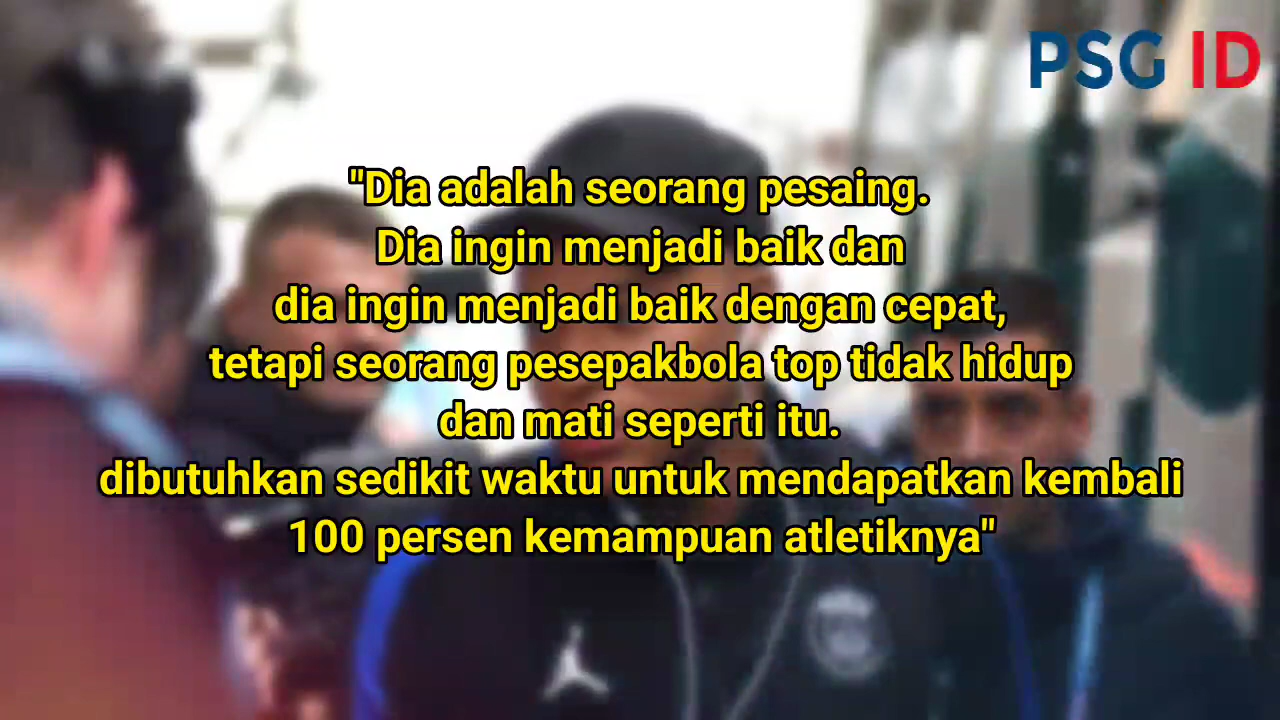 PSG ID
"Dia adalah seorang pesaing.
Dia ingin menjadi baik dan
dia ingin menjadi baik dengan cepat,
tetapi seorang pesepakbola top tidak hidup
dan mati seperti itu.
dibutuhkan sedikit waktu untuk mendapatkan kembali
100 persen kemampuan atletiknya"